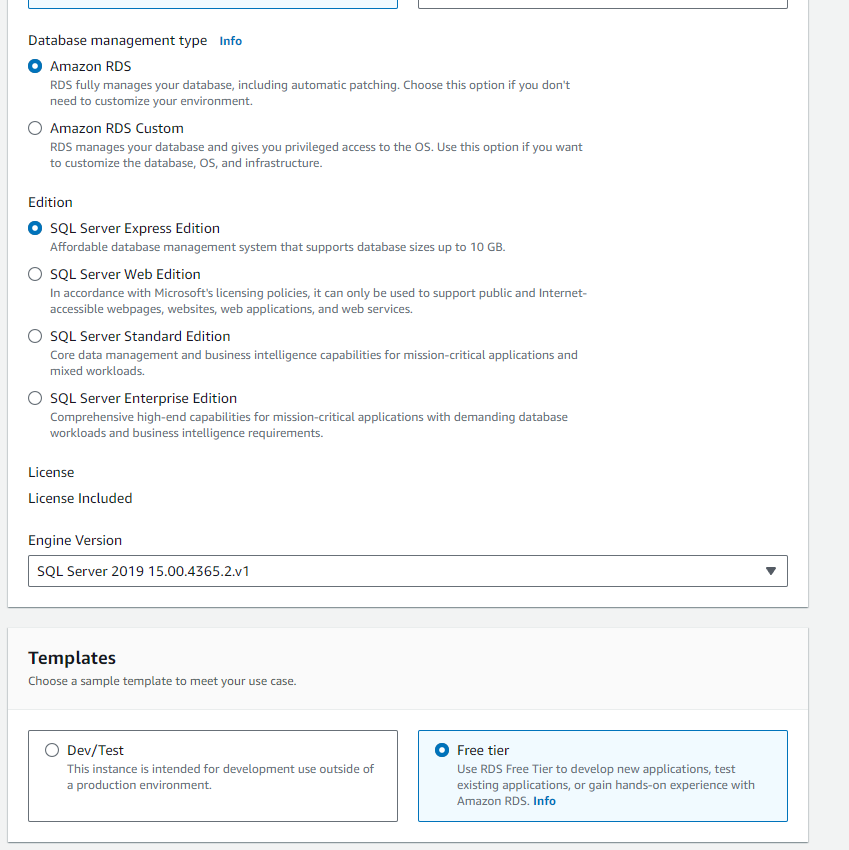 Database management type Info
Amazon RDS
RDS fully manages your database, including automatic patching. Choose this option if you don't
need to customize your environment.
Amazon RDS Custom
RDS manages your database and gives you privileged access to the OS. Use this option if you want
to customize the database, OS, and infrastructure.
Edition
SQL Server Express Edition
Affordable database management system that supports database sizes up to 10 GB.
SQL Server Web Edition
In accordance with Microsoft's licensing policies, it can only be used to support public and Internet-
accessible webpages, websites, web applications, and web services.
SQL Server Standard Edition
Core data management and business intelligence capabilities for mission-critical applications and
mixed workloads.
SQL Server Enterprise Edition
Comprehensive high-end capabilities for mission-critical applications with demanding database
workloads and business intelligence requirements.
License
License Included
Engine Version
SQL Server 2019 15.00.4365.2.v1
Templates
Choose a sample template to meet your use case.
Dev/Test
This instance is intended for development use outside of
a production environment.
Free tier
Use RDS Free Tier to develop new applications, test
existing applications, or gain hands-on experience with
Amazon RDS. Info